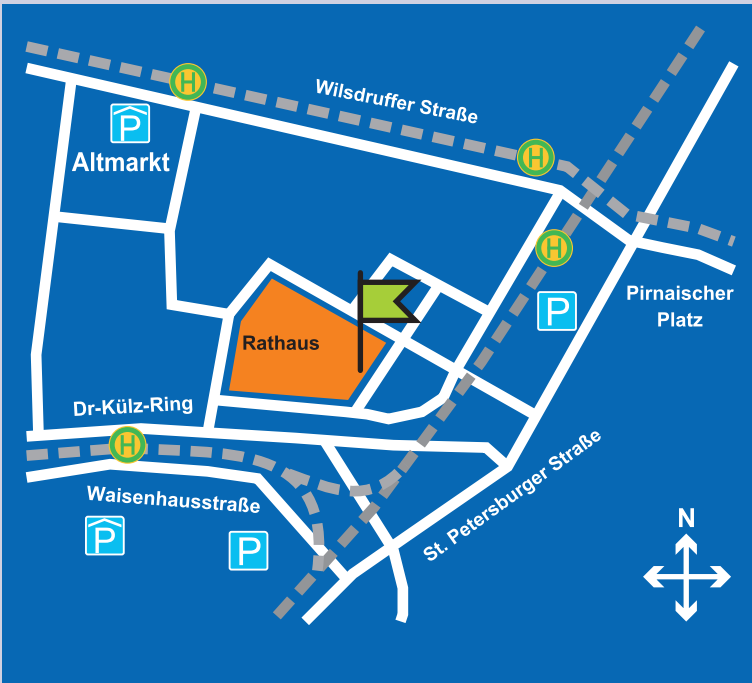 H
Wilsdruffer Straße
P
Altmarkt
H
H
Pirnaischer
Platz
P
Rathaus
Dr-Külz-Ring
H
Waisenhausstraße
St. Petersburger Straße
P
P
N